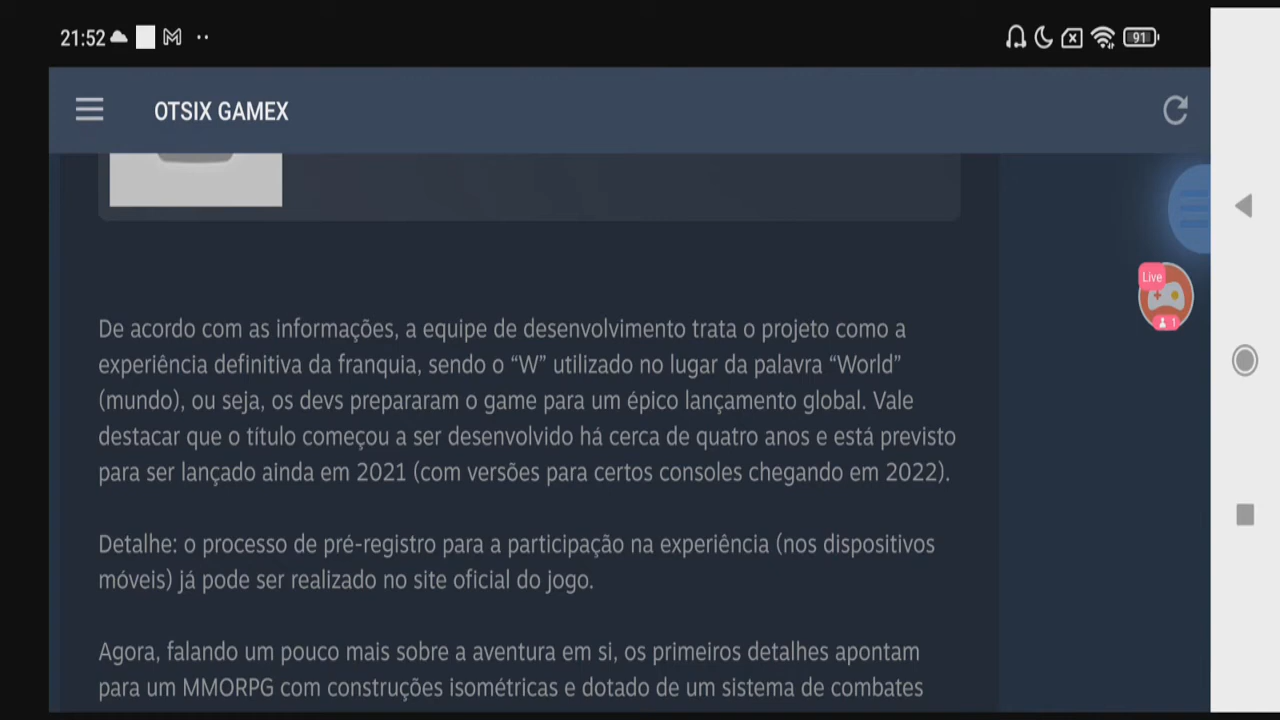 21:52
91
OTSIX GAMEX
Live
1
De acordo com as informações, a equipe de desenvolvimento trata o projeto como a
experiência definitiva da franquia, sendo o “W” utilizado no lugar da palavra “World”
(mundo), ou seja, os devs prepararam o game para um épico lançamento global. Vale
destacar que o título começou a ser desenvolvido há cerca de quatro anos e está previsto
para ser lançado ainda em 2021 (com versões para certos consoles chegando em 2022).
Detalhe: o processo de pré-registro para a participação na experiência (nos dispositivos
móveis) já pode ser realizado no site oficial do jogo.
Agora, falando um pouco mais sobre a aventura em si, os primeiros detalhes apontam
para um MMORPG com construções isométricas e dotado de um sistema de combates